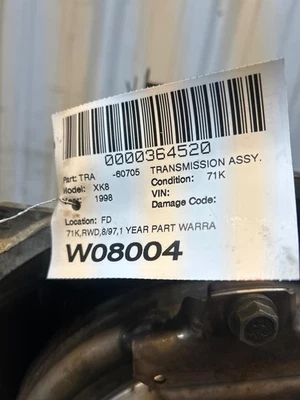 0000364520
Part: TRA -60705 TRANSMISSION ASSY.
Model: XK8 Condition: 71K
1998 VIN:
Damage Code:
Location: FD
71K,RWD,8/97,1 YEAR PART WARRA
W08004